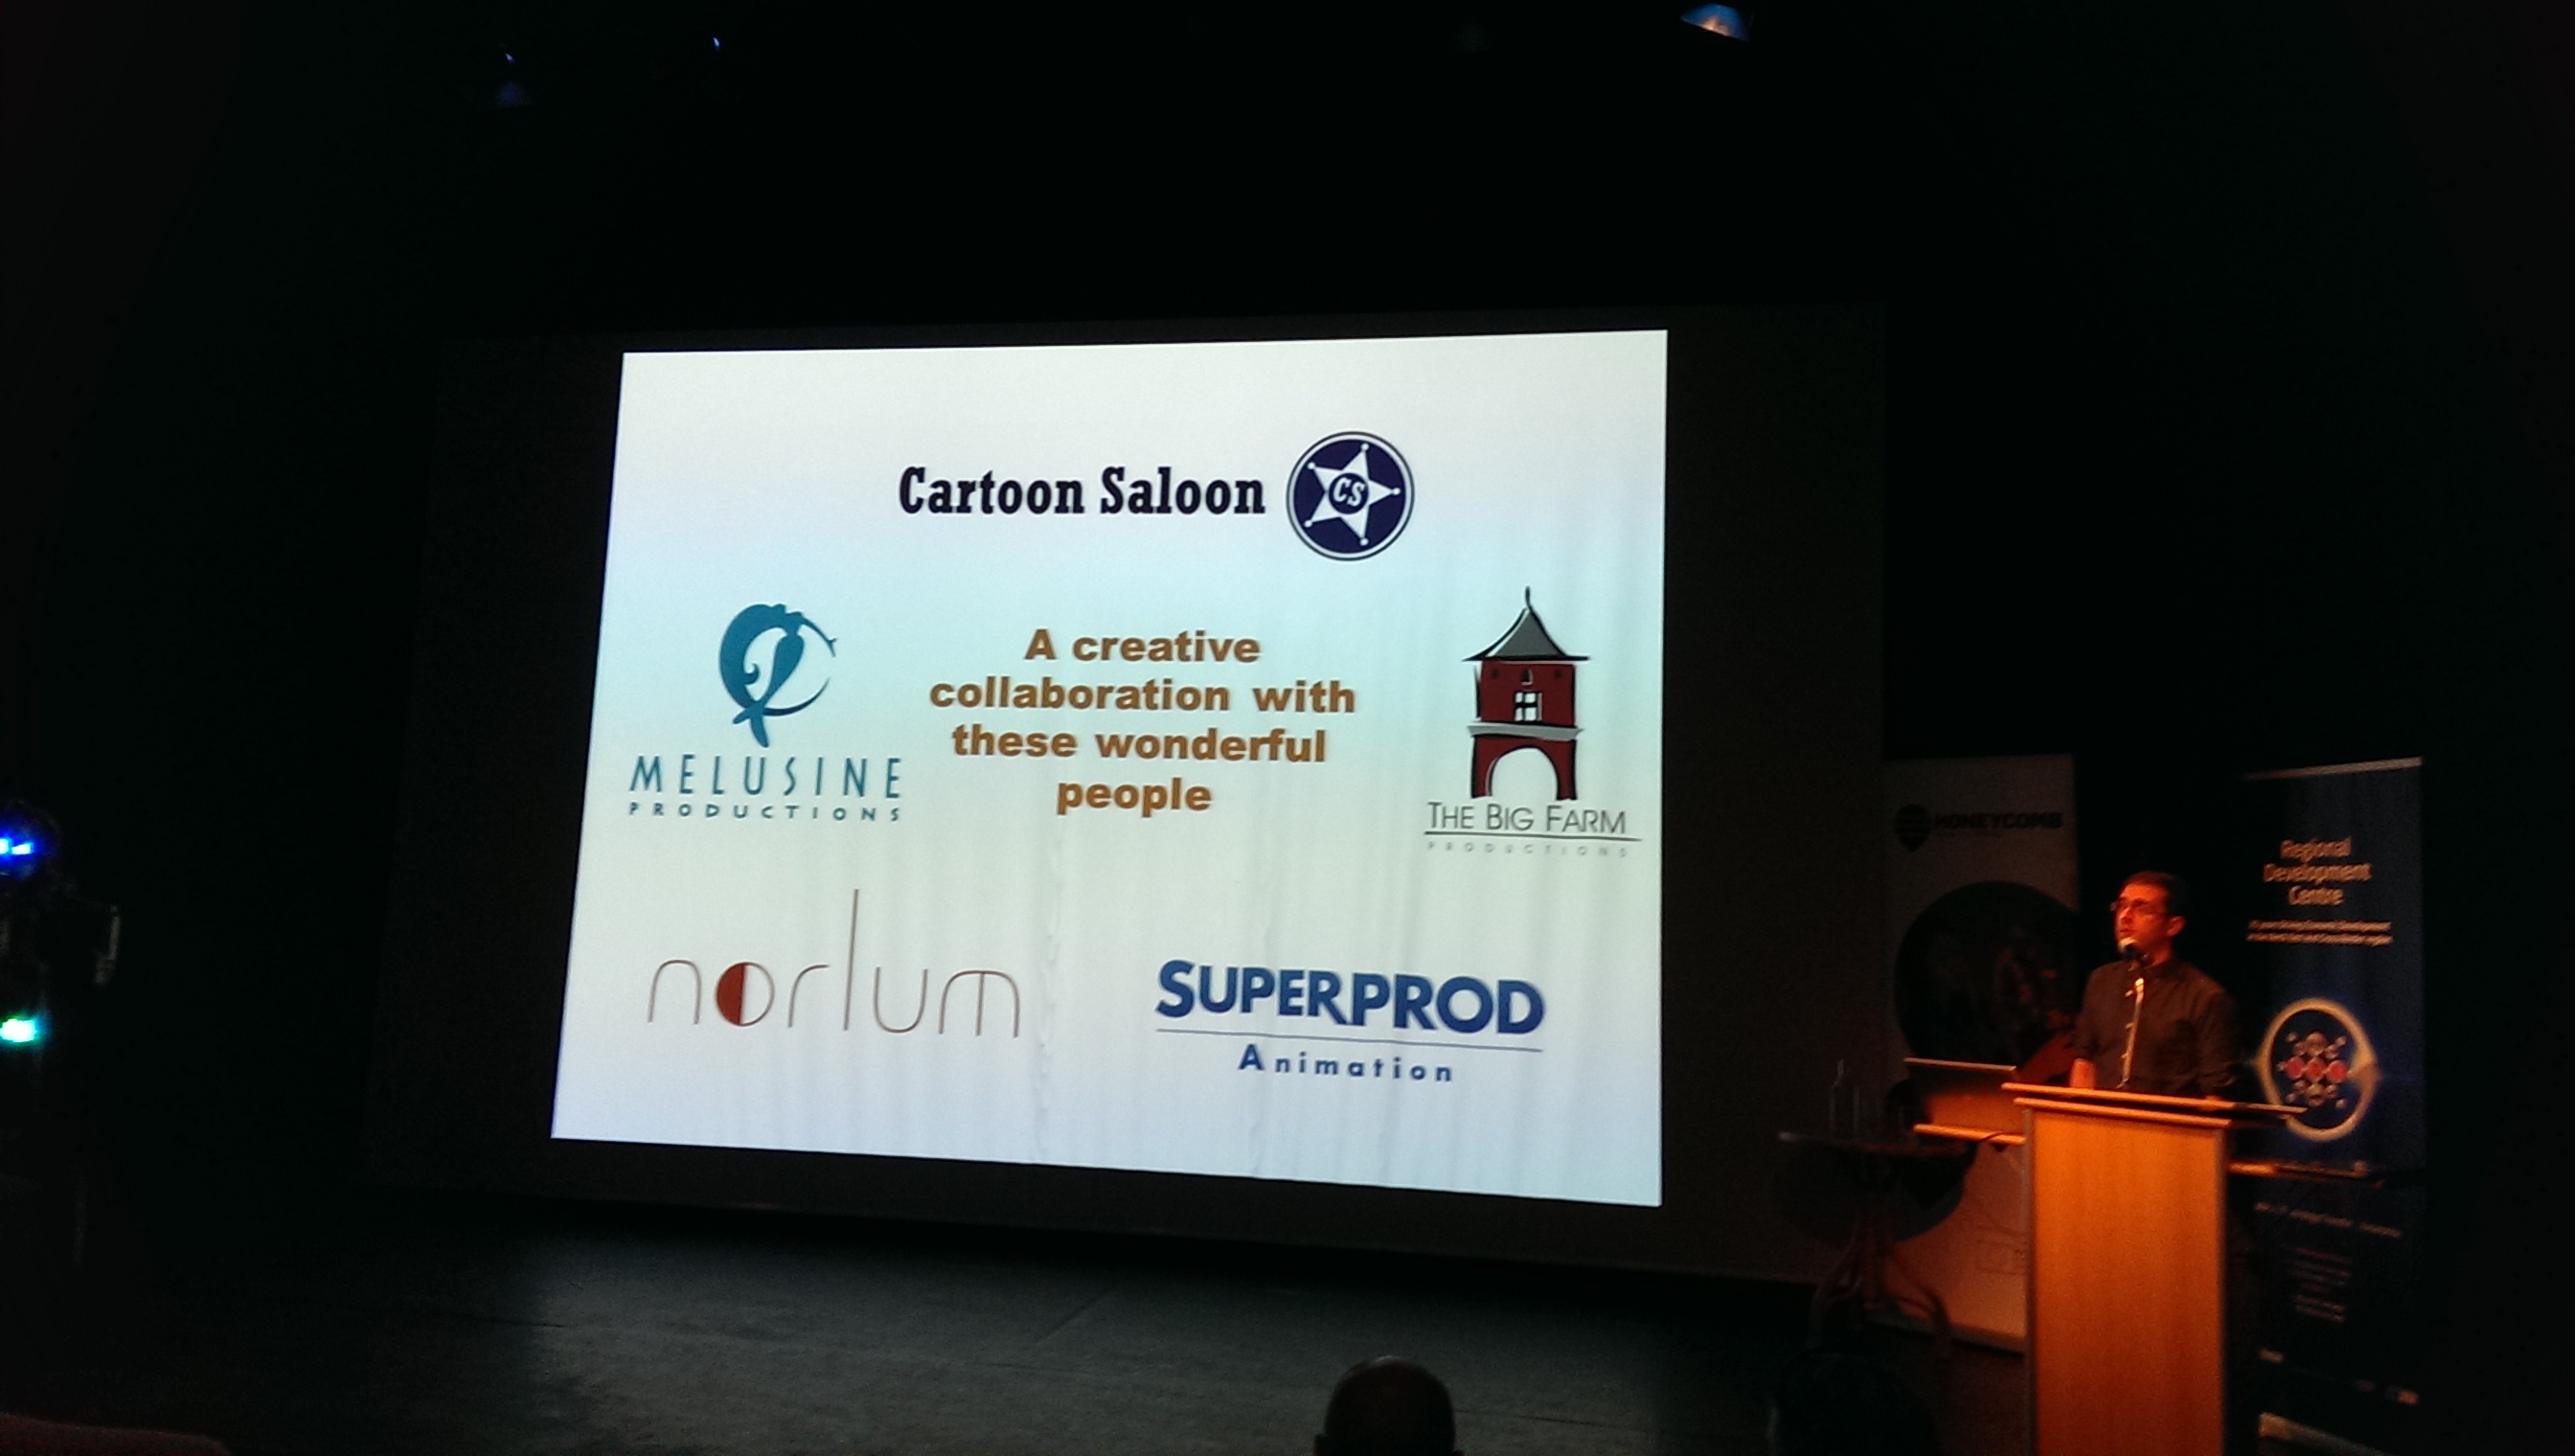 Cartoon Saloon
CS
A creative
collaboration with
these wonderful
people
MELUSINE
PRODUCTIONS
THE BIG FARM
PRODUCTIONS
norlum
SUPERPROD
Animation
HONEYCOMB
Regional
Development
Centre